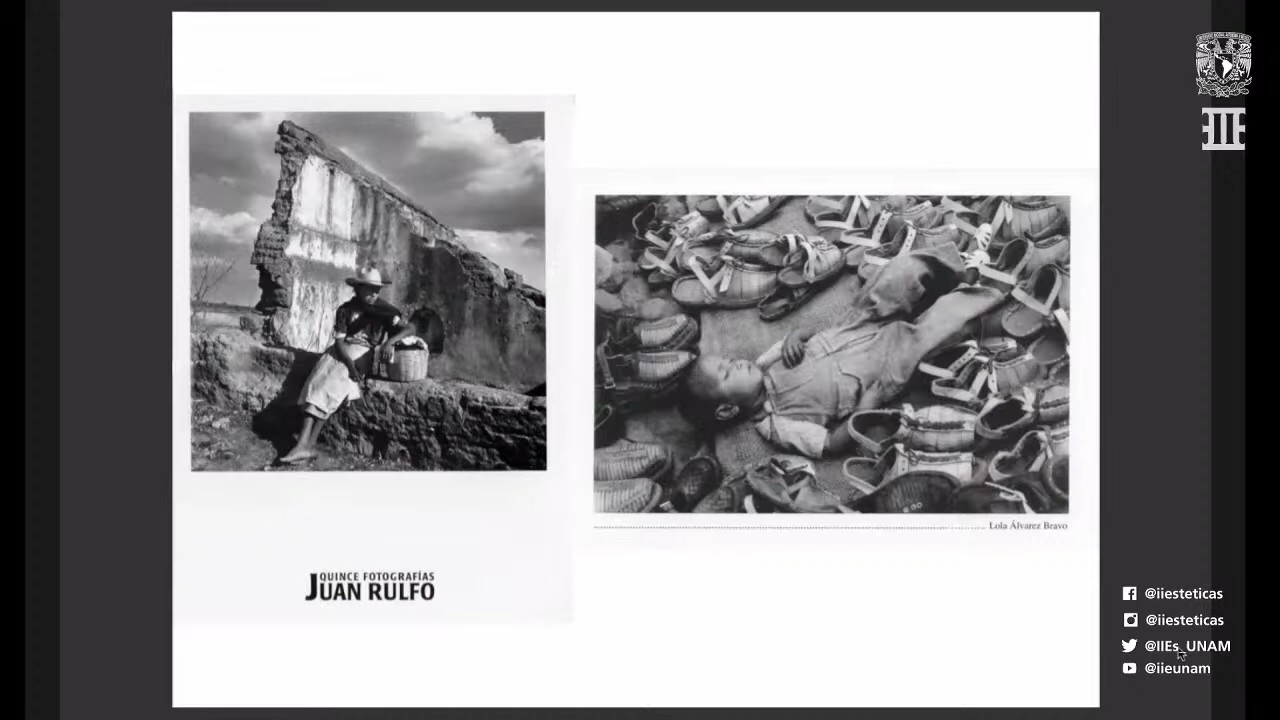 QUINCE FOTOGRAFÍAS
JUAN RULFO
Lola Álvarez Bravo
@iiesteticas
@iiesteticas
@IIEs_UNAM
@iieunam